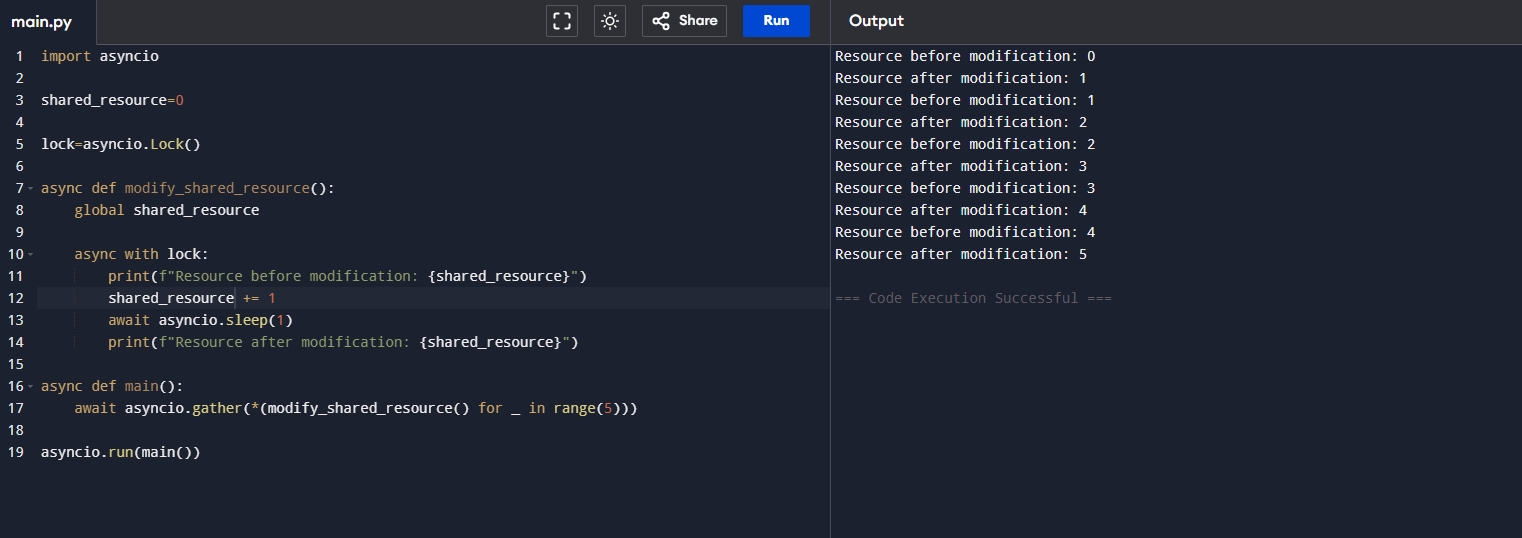 main.py
Share
Run
Output
1 import asyncio
2
3 shared_resource=0
4
5 lock=asyncio.Lock()
6
7 async def modify_shared_resource():
8     global shared_resource
9
10     async with lock:
11         print(f"Resource before modification: {shared_resource}")
12         shared_resource += 1
13         await asyncio.sleep(1)
14         print(f"Resource after modification: {shared_resource}")
15
16 async def main():
17     await asyncio.gather(*(modify_shared_resource() for _ in range(5)))
18
19 asyncio.run(main())
Resource before modification: 0
Resource after modification: 1
Resource before modification: 1
Resource after modification: 2
Resource before modification: 2
Resource after modification: 3
Resource before modification: 3
Resource after modification: 4
Resource before modification: 4
Resource after modification: 5
=== Code Execution Successful ===